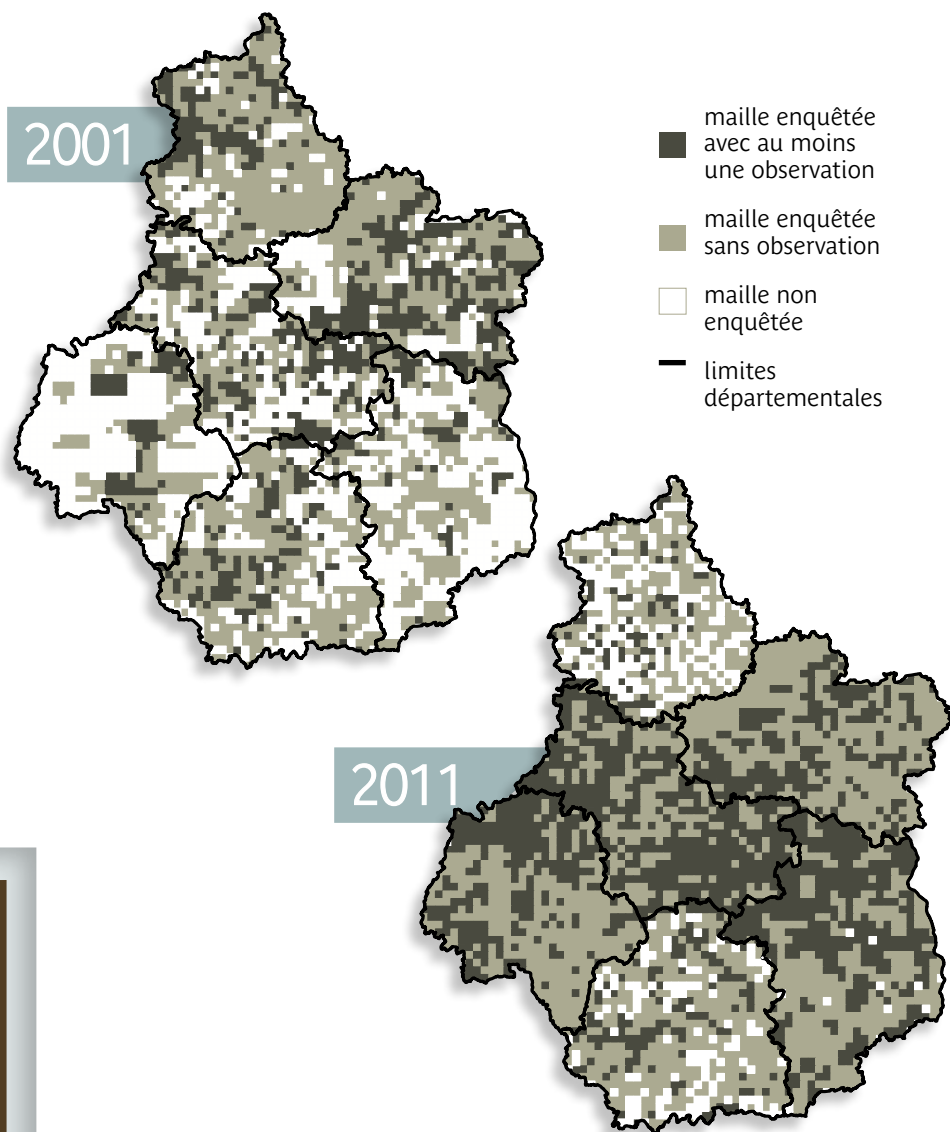 2001
maille enquêtée
avec au moins
une observation
maille enquêtée
sans observation
maille non
enquêtée
limites
départementales
2011